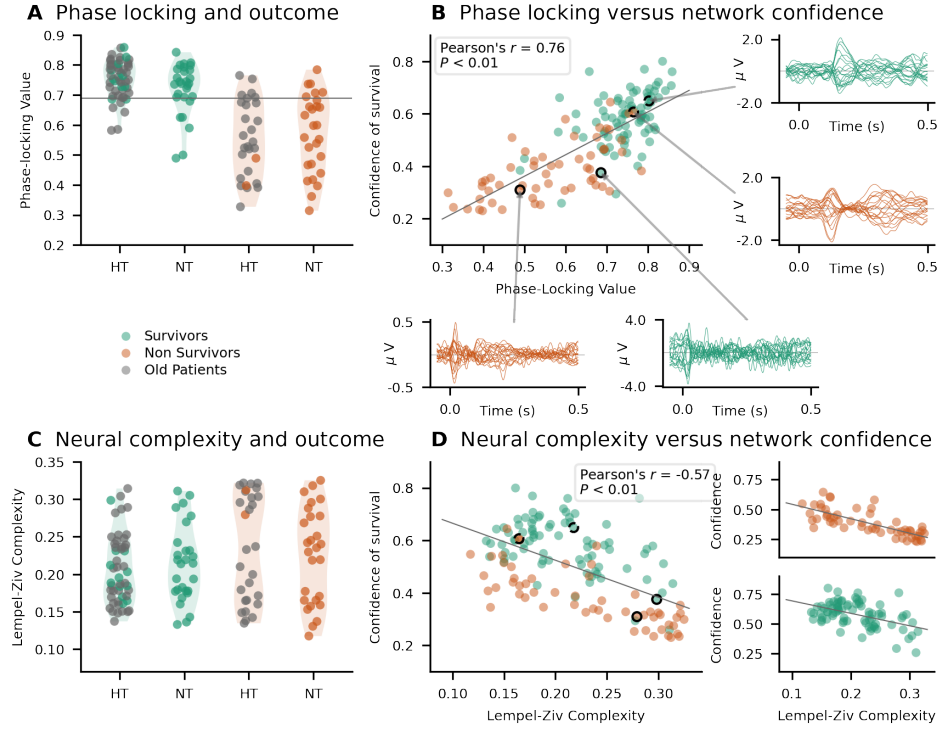 A Phase locking and outcome
0.9
0.8
0.7
0.6
0.5
0.4
0.3
0.2
Phase-locking Value
HT NT HT NT
B Phase locking versus network confidence
Pearson's r = 0.76
P < 0.01
0.8
0.6
0.4
0.2
Confidence of survival
0.3 0.4 0.5 0.6 0.7 0.8 0.9
Phase-Locking Value
2.0
μ V
-2.0
0.0 0.5
Time (s)
2.0
μ V
-2.0
0.0 0.5
Time (s)
Survivors
Non Survivors
Old Patients
0.5
μ V
-0.5
0.0 Time (s) 0.5
4.0
μ V
-4.0
0.0 Time (s) 0.5
C Neural complexity and outcome
0.35
0.30
0.25
0.20
0.15
0.10
Lempel-Ziv Complexity
HT NT HT NT
D Neural complexity versus network confidence
Pearson's r = -0.57
P < 0.01
0.8
0.6
0.4
0.2
Confidence of survival
0.10 0.15 0.20 0.25 0.30
Lempel-Ziv Complexity
0.75
0.50
0.25
Confidence
0.75
0.50
0.25
Confidence
0.1 0.2 0.3
Lempel-Ziv Complexity